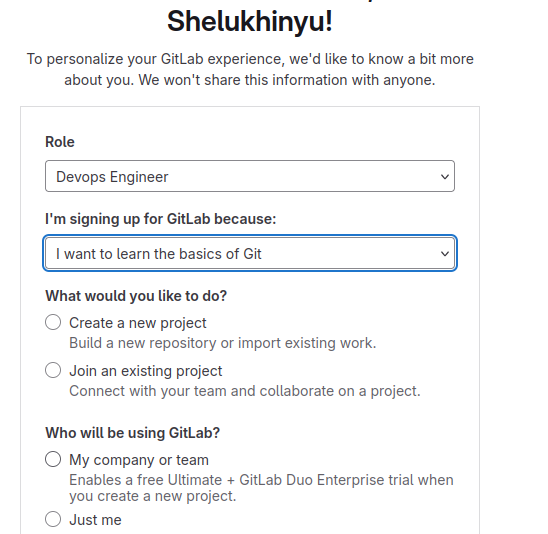 Shelukhinyu!
To personalize your GitLab experience, we'd like to know a bit more
about you. We won't share this information with anyone.
Role
Devops Engineer
I'm signing up for GitLab because:
I want to learn the basics of Git
What would you like to do?
Create a new project
Build a new repository or import existing work.
Join an existing project
Connect with your team and collaborate on a project.
Who will be using GitLab?
My company or team
Enables a free Ultimate + GitLab Duo Enterprise trial when
you create a new project.
Just me